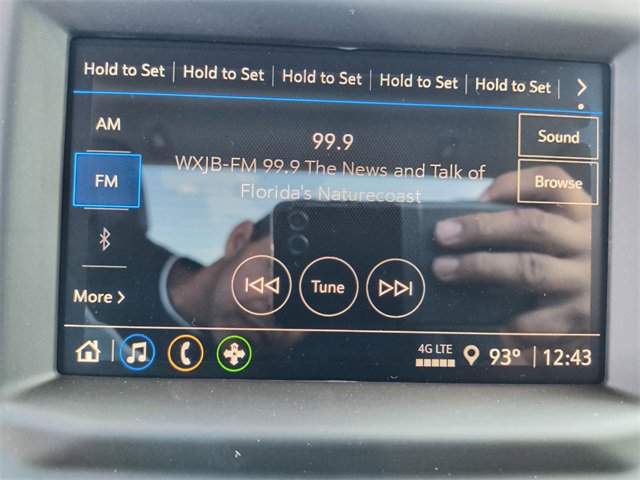 Hold to Set Hold to Set Hold to Set Hold to Set Hold to Set
AM
99.9
Sound
WXJB-FM 99.9 The News and Talk of
Florida's Naturecoast
FM
Browse
Tune
More
4G LTE
93° 12:43